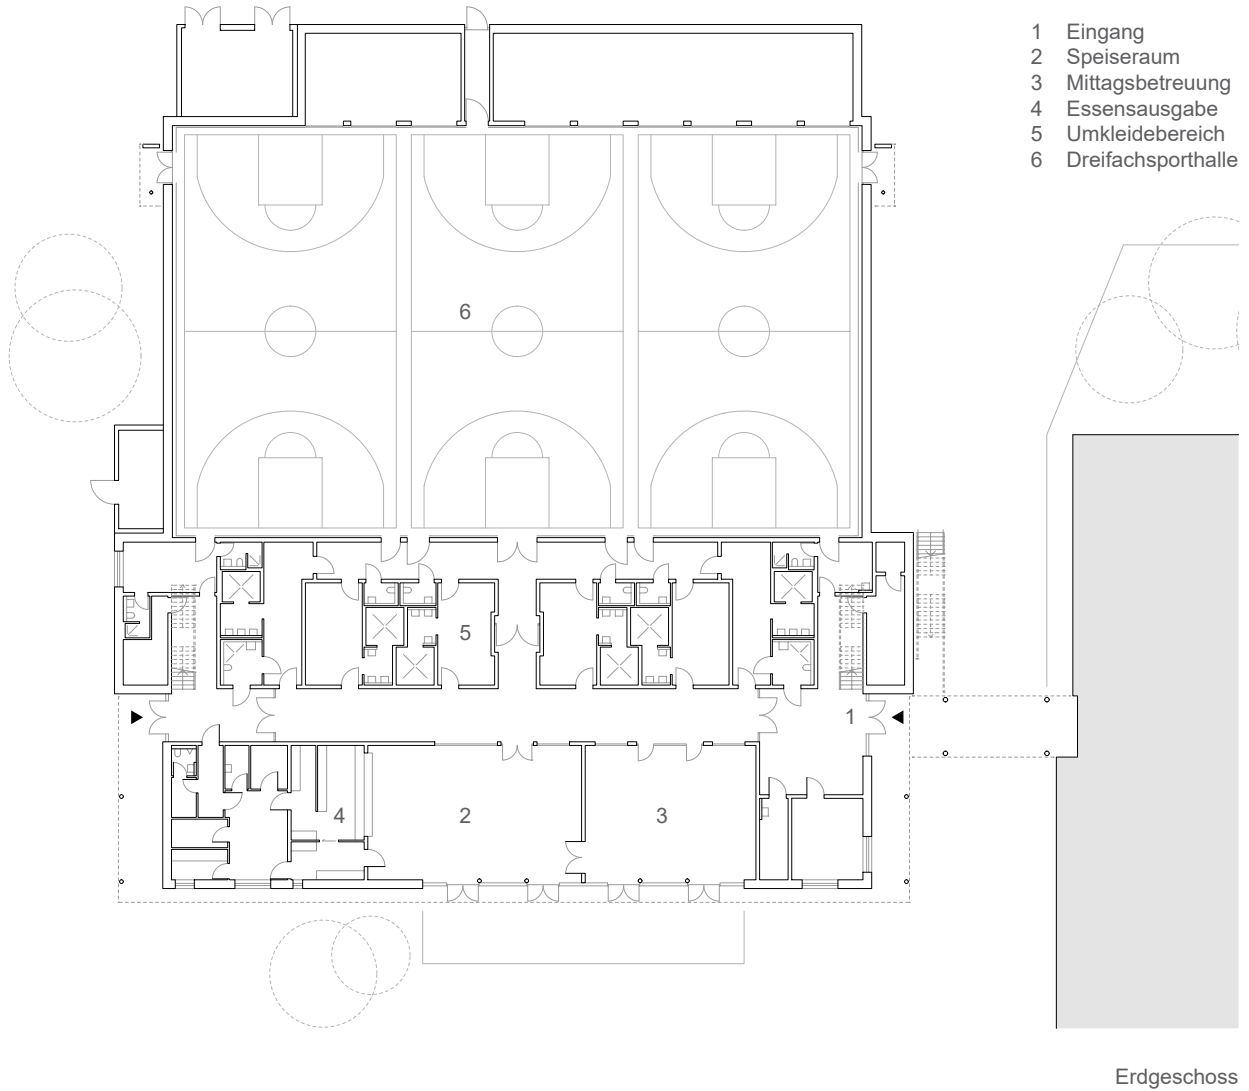 1 Eingang
2 Speiseraum
3 Mittagsbetreuung
4 Essensausgabe
5 Umkleidebereich
6 Dreifachsporthalle
6
5
1
4 2 3
Erdgeschoss